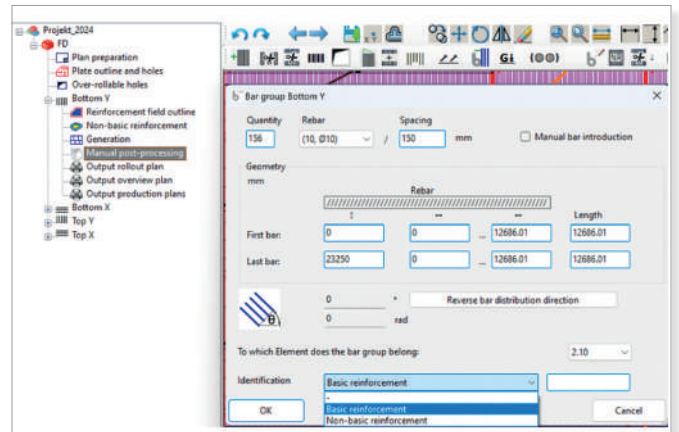 Projekt_2024
FD
Plan preparation
Plate outline and holes
Over-rollable holes
Bottom Y
Reinforcement field outline
Non-basic reinforcement
Generation
Manual post-processing
Output rollout plan
Output overview plan
Output production plans
Bottom X
Top Y
Top X
Gi
Bar group Bottom Y
Quantity Rebar Spacing
156 (10, Ø10) / 150 mm Manual bar introduction
Geometry
mm
Rebar
Length
First bar: 0 0 ... 12686.01 12686.01
Last bar: 23250 0 ... 12686.01 12686.01
0 ° Reverse bar distribution direction
θ 0 rad
To which Element does the bar group belong: 2.10
Identification Basic reinforcement
-
Basic reinforcement
Non-basic reinforcement
OK Cancel